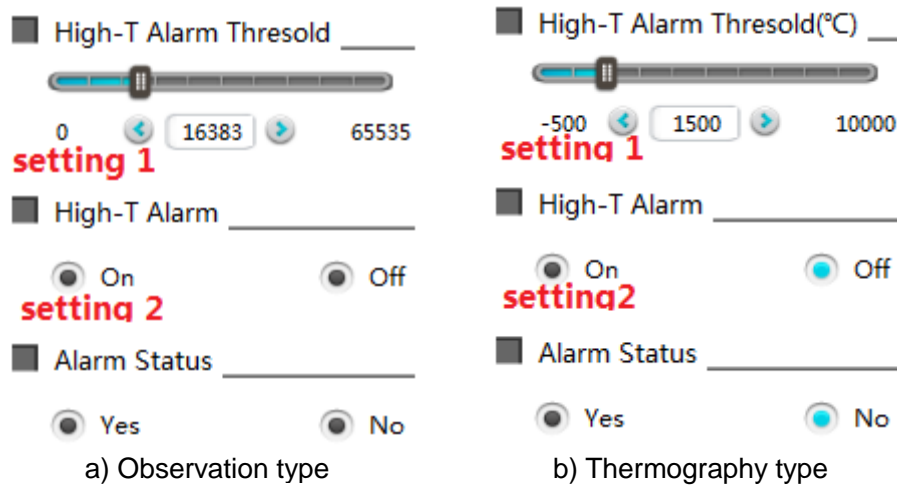 High-T Alarm Thresold
0 16383 65535
setting 1
High-T Alarm
On Off
setting 2
Alarm Status
Yes No
a) Observation type
High-T Alarm Thresold(℃)
-500 1500 10000
setting 1
High-T Alarm
On Off
setting2
Alarm Status
Yes No
b) Thermography type